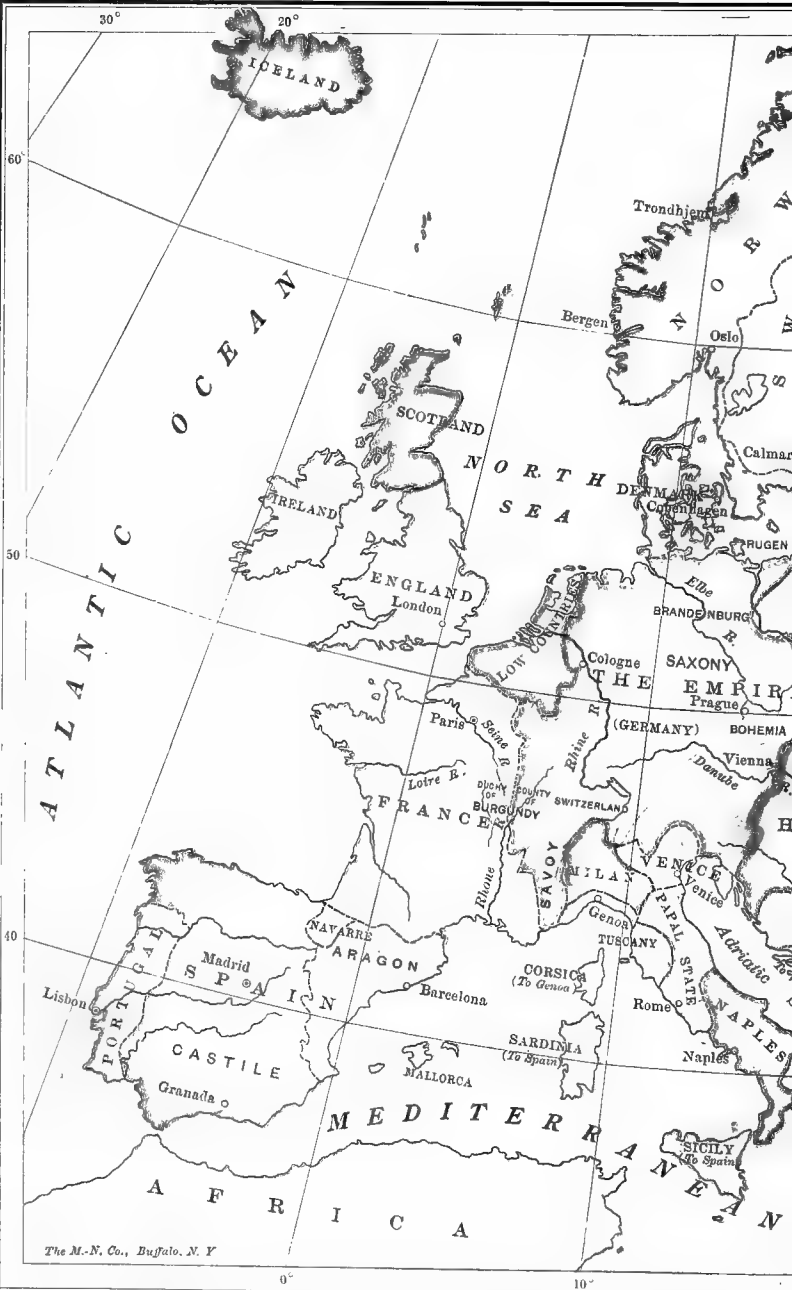 30°
20°
ICELAND
60°
Trondhjem
NORW
Bergen
Oslo
S
W
ATLANTIC OCEAN
SCOTLAND
NORTH
SEA
Calmar
DENMARK
Copenhagen
RUGEN
IRELAND
50
ENGLAND
London
LOW COUNTRIES
Elbe
R.
BRANDENBURG
Cologne
SAXONY
THE EMPIR
Prague
(GERMANY)
BOHEMIA
Paris
Seine R
Rhine R
Vienna
Danube
R.
Loire R.
DUCHY
OF
COUNTY
OF
BURGUNDY
SWITZERLAND
FRANCE
H
SAVOY
MILAN
VENICE
Venice
Rhone R
Genoa
NAVARRE
ARAGON
40
PORTUGAL
Madrid
SPAIN
TUSCANY
PAPAL STATE
Adriatic
CORSICA
(To Genoa)
Barcelona
Lisbon
Rome
NAPLES
SARDINIA
(To Spain)
CASTILE
Naples
MALLORCA
Granada
MEDITERRANEAN
SICILY
(To Spain)
AFRICA
The M.-N. Co., Buffalo, N. Y
0°
10°